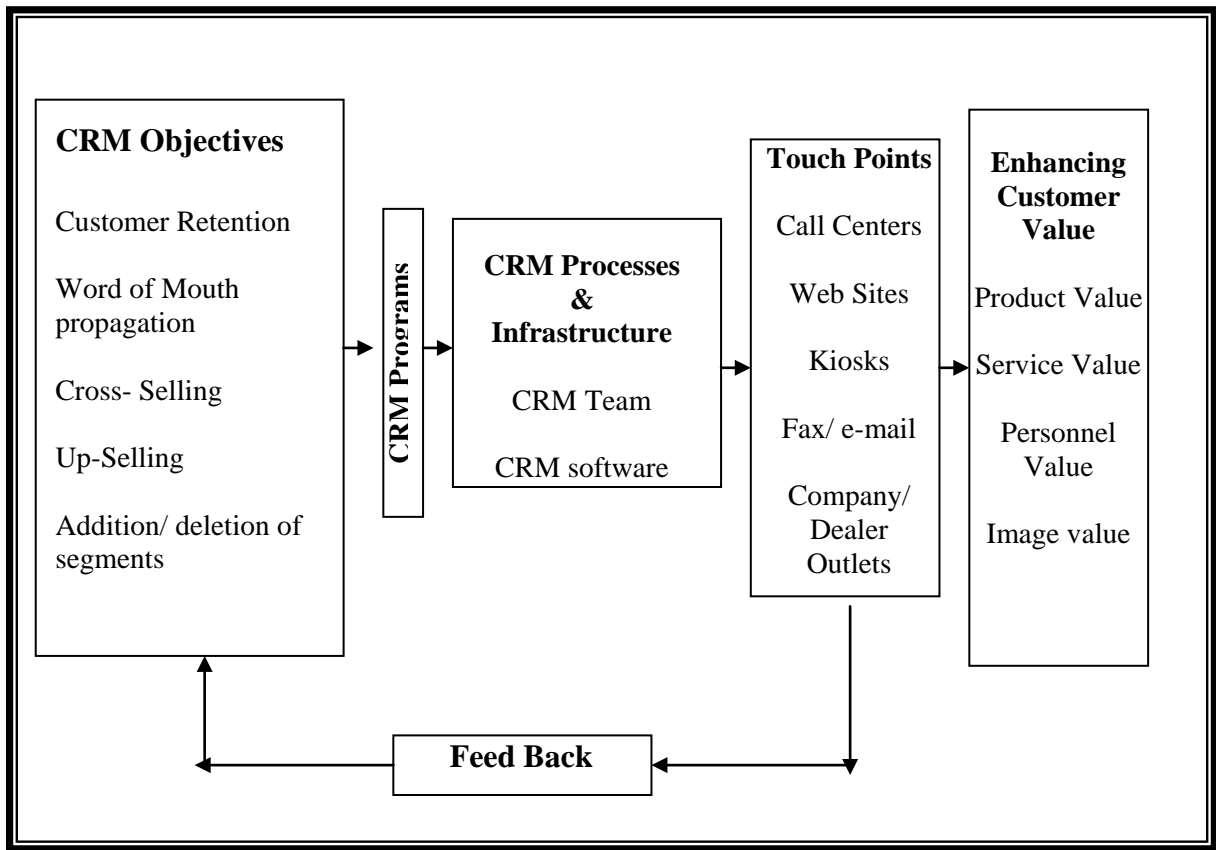 CRM Objectives
Customer Retention
Word of Mouth
propagation
Cross- Selling
Up-Selling
Addition/ deletion of
segments
CRM Programs
CRM Processes
&
Infrastructure
CRM Team
CRM software
Touch Points
Call Centers
Web Sites
Kiosks
Fax/ e-mail
Company/
Dealer
Outlets
Enhancing
Customer
Value
Product Value
Service Value
Personnel
Value
Image value
Feed Back